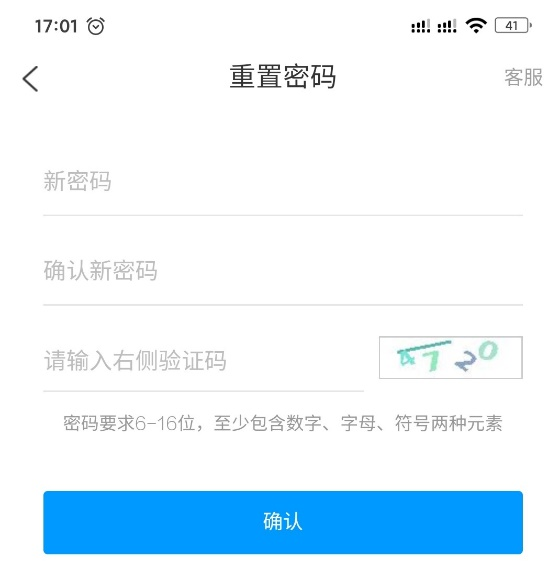 17:01
41
重置密码
客服
新密码
确认新密码
请输入右侧验证码
密码要求6-16位，至少包含数字、字母、符号两种元素
确认